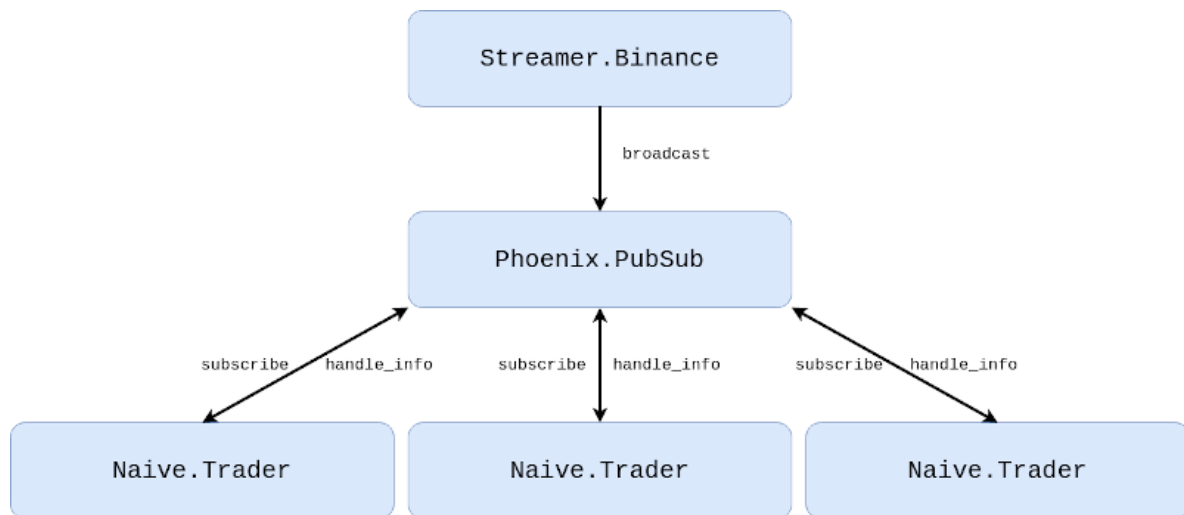 Streamer.Binance
broadcast
Phoenix.PubSub
subscribe handle_info subscribe handle_info subscribe handle_info
Naive.Trader Naive.Trader Naive.Trader